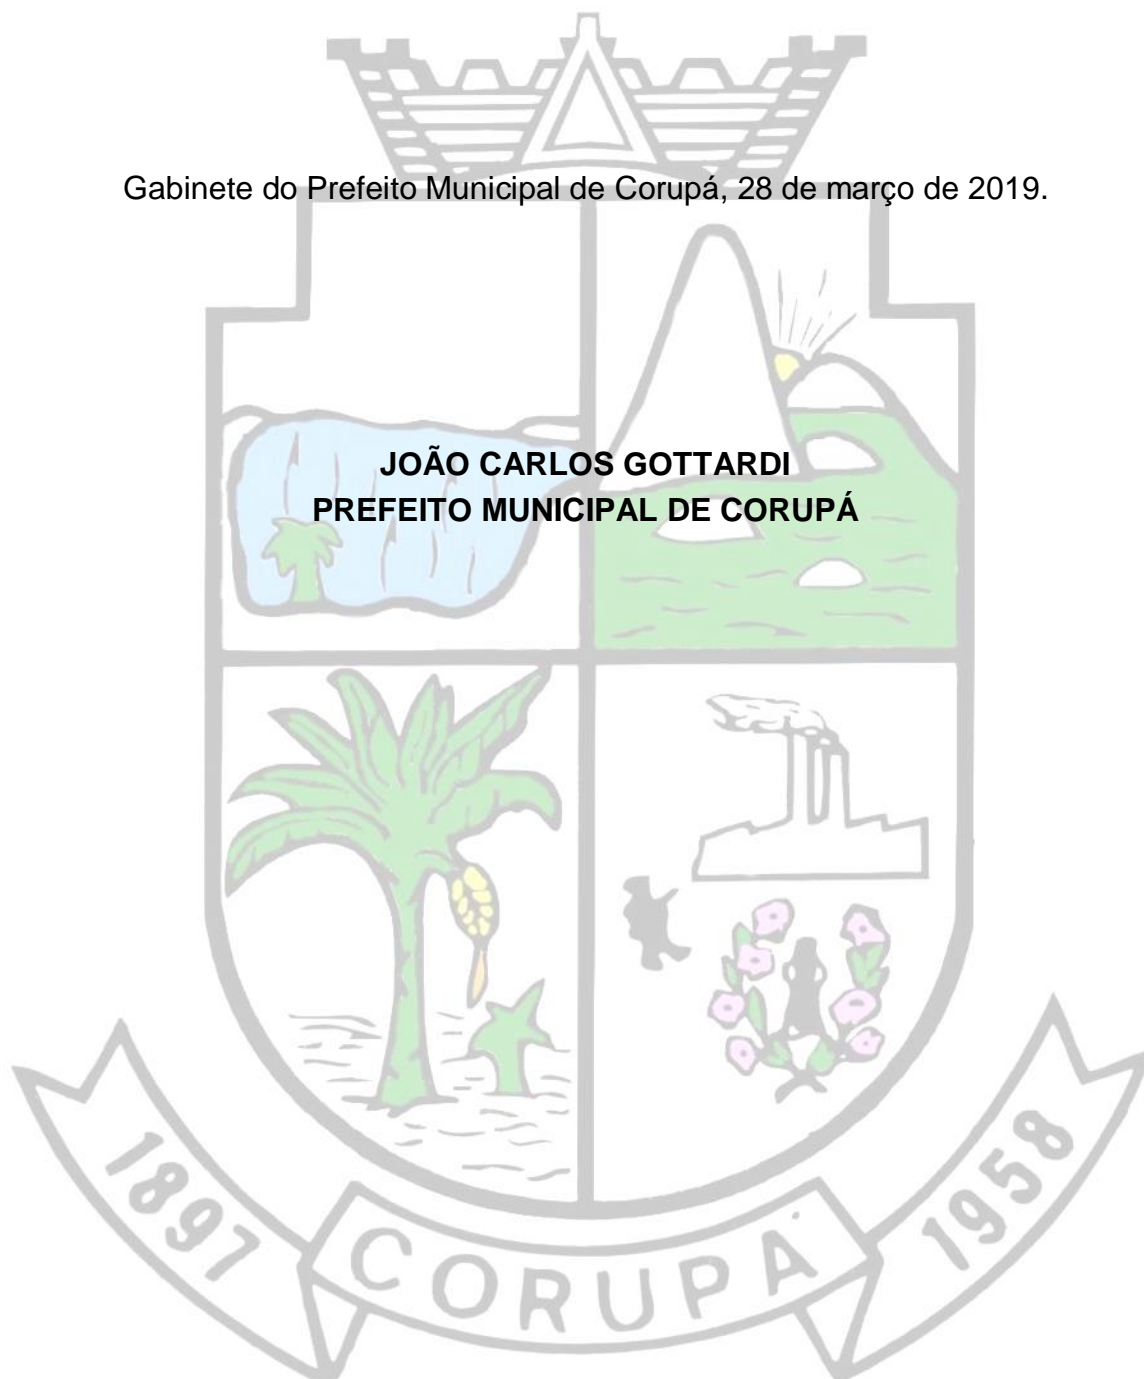 Gabinete do Prefeito Municipal de Corupá, 28 de março de 2019.
JOÃO CARLOS GOTTARDI
PREFEITO MUNICIPAL DE CORUPÁ
1897
CORUPÁ
1958